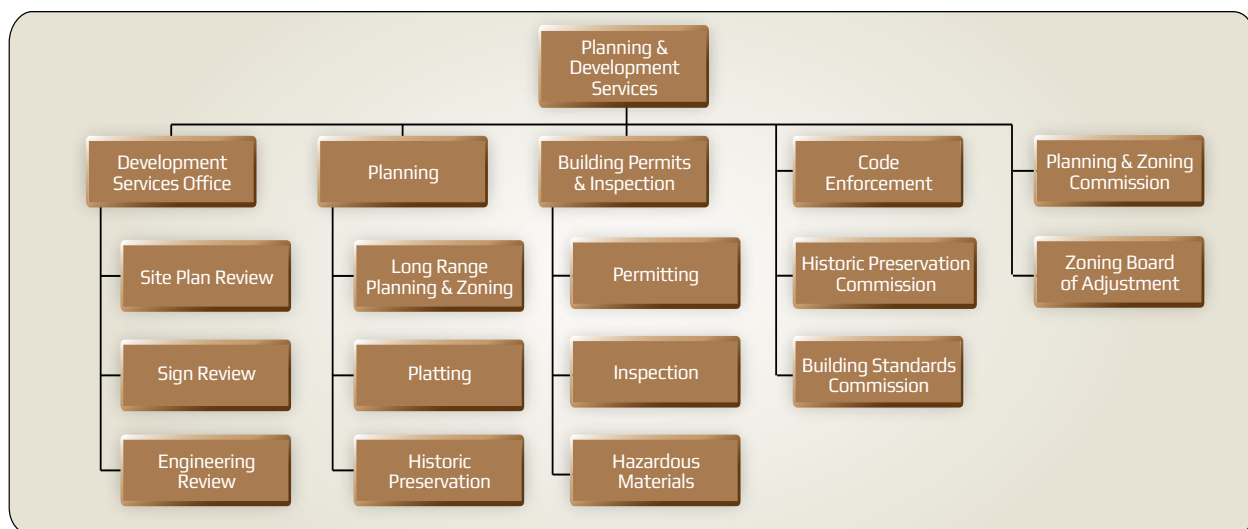 Planning &
Development
Services
Development
Services Office
Planning
Building Permits
& Inspection
Code
Enforcement
Planning & Zoning
Commission
Site Plan Review
Long Range
Planning & Zoning
Permitting
Historic Preservation
Commission
Zoning Board
of Adjustment
Sign Review
Platting
Inspection
Building Standards
Commission
Engineering
Review
Historic
Preservation
Hazardous
Materials